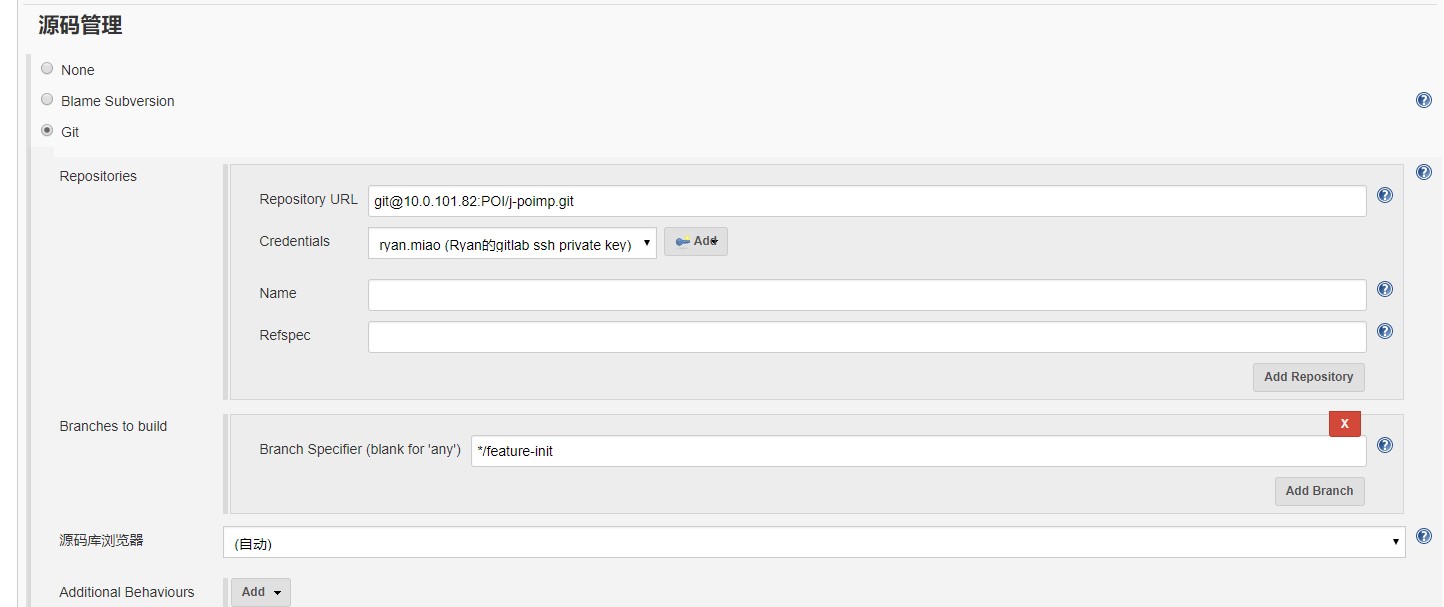 源码管理
None
Blame Subversion
Git
Repositories
Repository URL git@10.0.101.82:POI/j-poimp.git
Credentials ryan.miao (Ryan的gitlab ssh private key) Add
Name
Refspec
Add Repository
Branches to build
X
Branch Specifier (blank for 'any') */feature-init
Add Branch
源码库浏览器 (自动)
Additional Behaviours Add